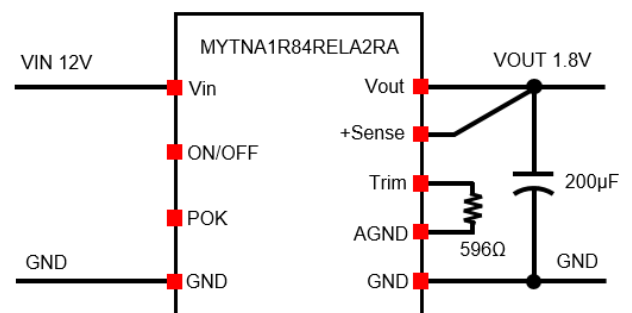 MYTNA1R84RELA2RA
VIN 12V
VOUT 1.8V
Vin
Vout
+Sense
ON/OFF
Trim
200µF
POK
AGND
596Ω
GND
GND
GND
GND